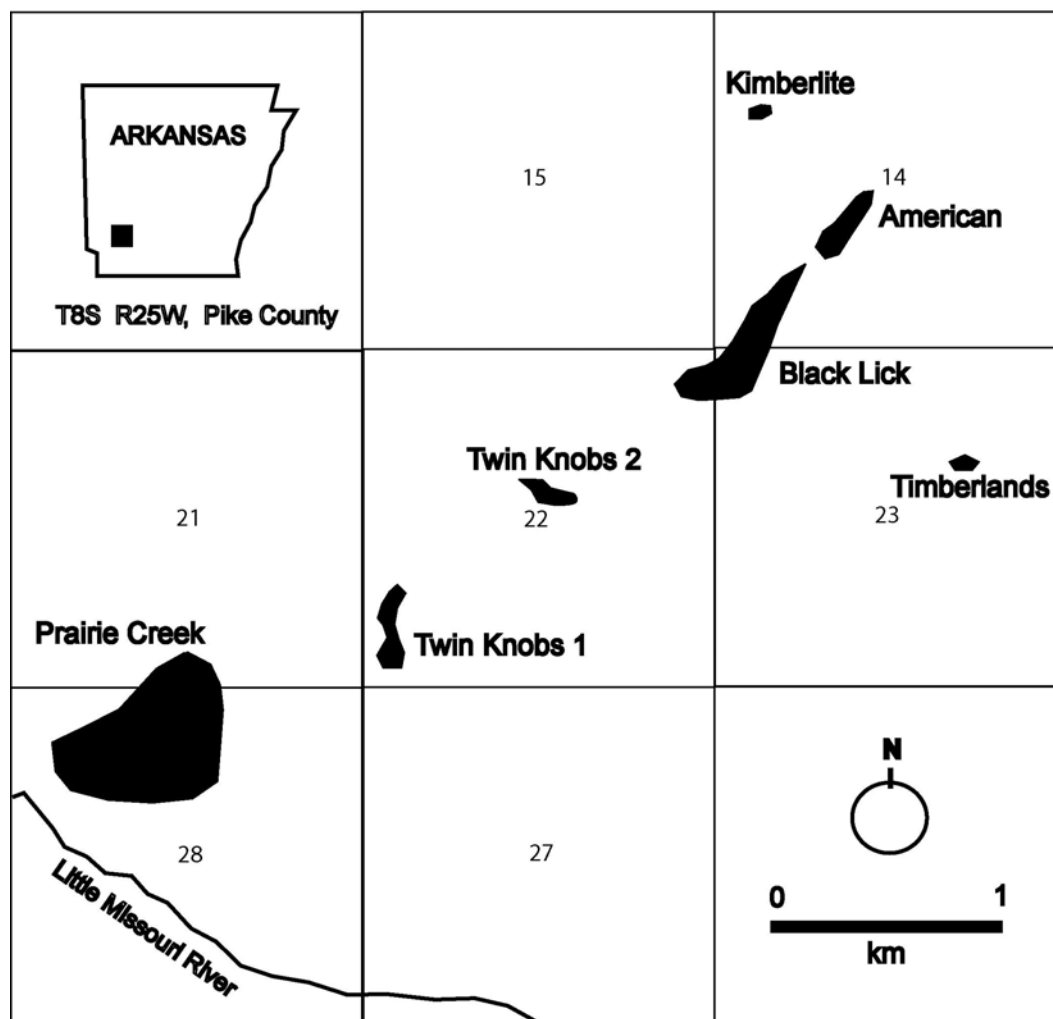 Kimberlite
ARKANSAS
15
14
American
T8S R25W, Pike County
Black Lick
Twin Knobs 2
Timberlands
21
22
23
Prairie Creek
Twin Knobs 1
N
28
27
Little Missouri River
0 1
km